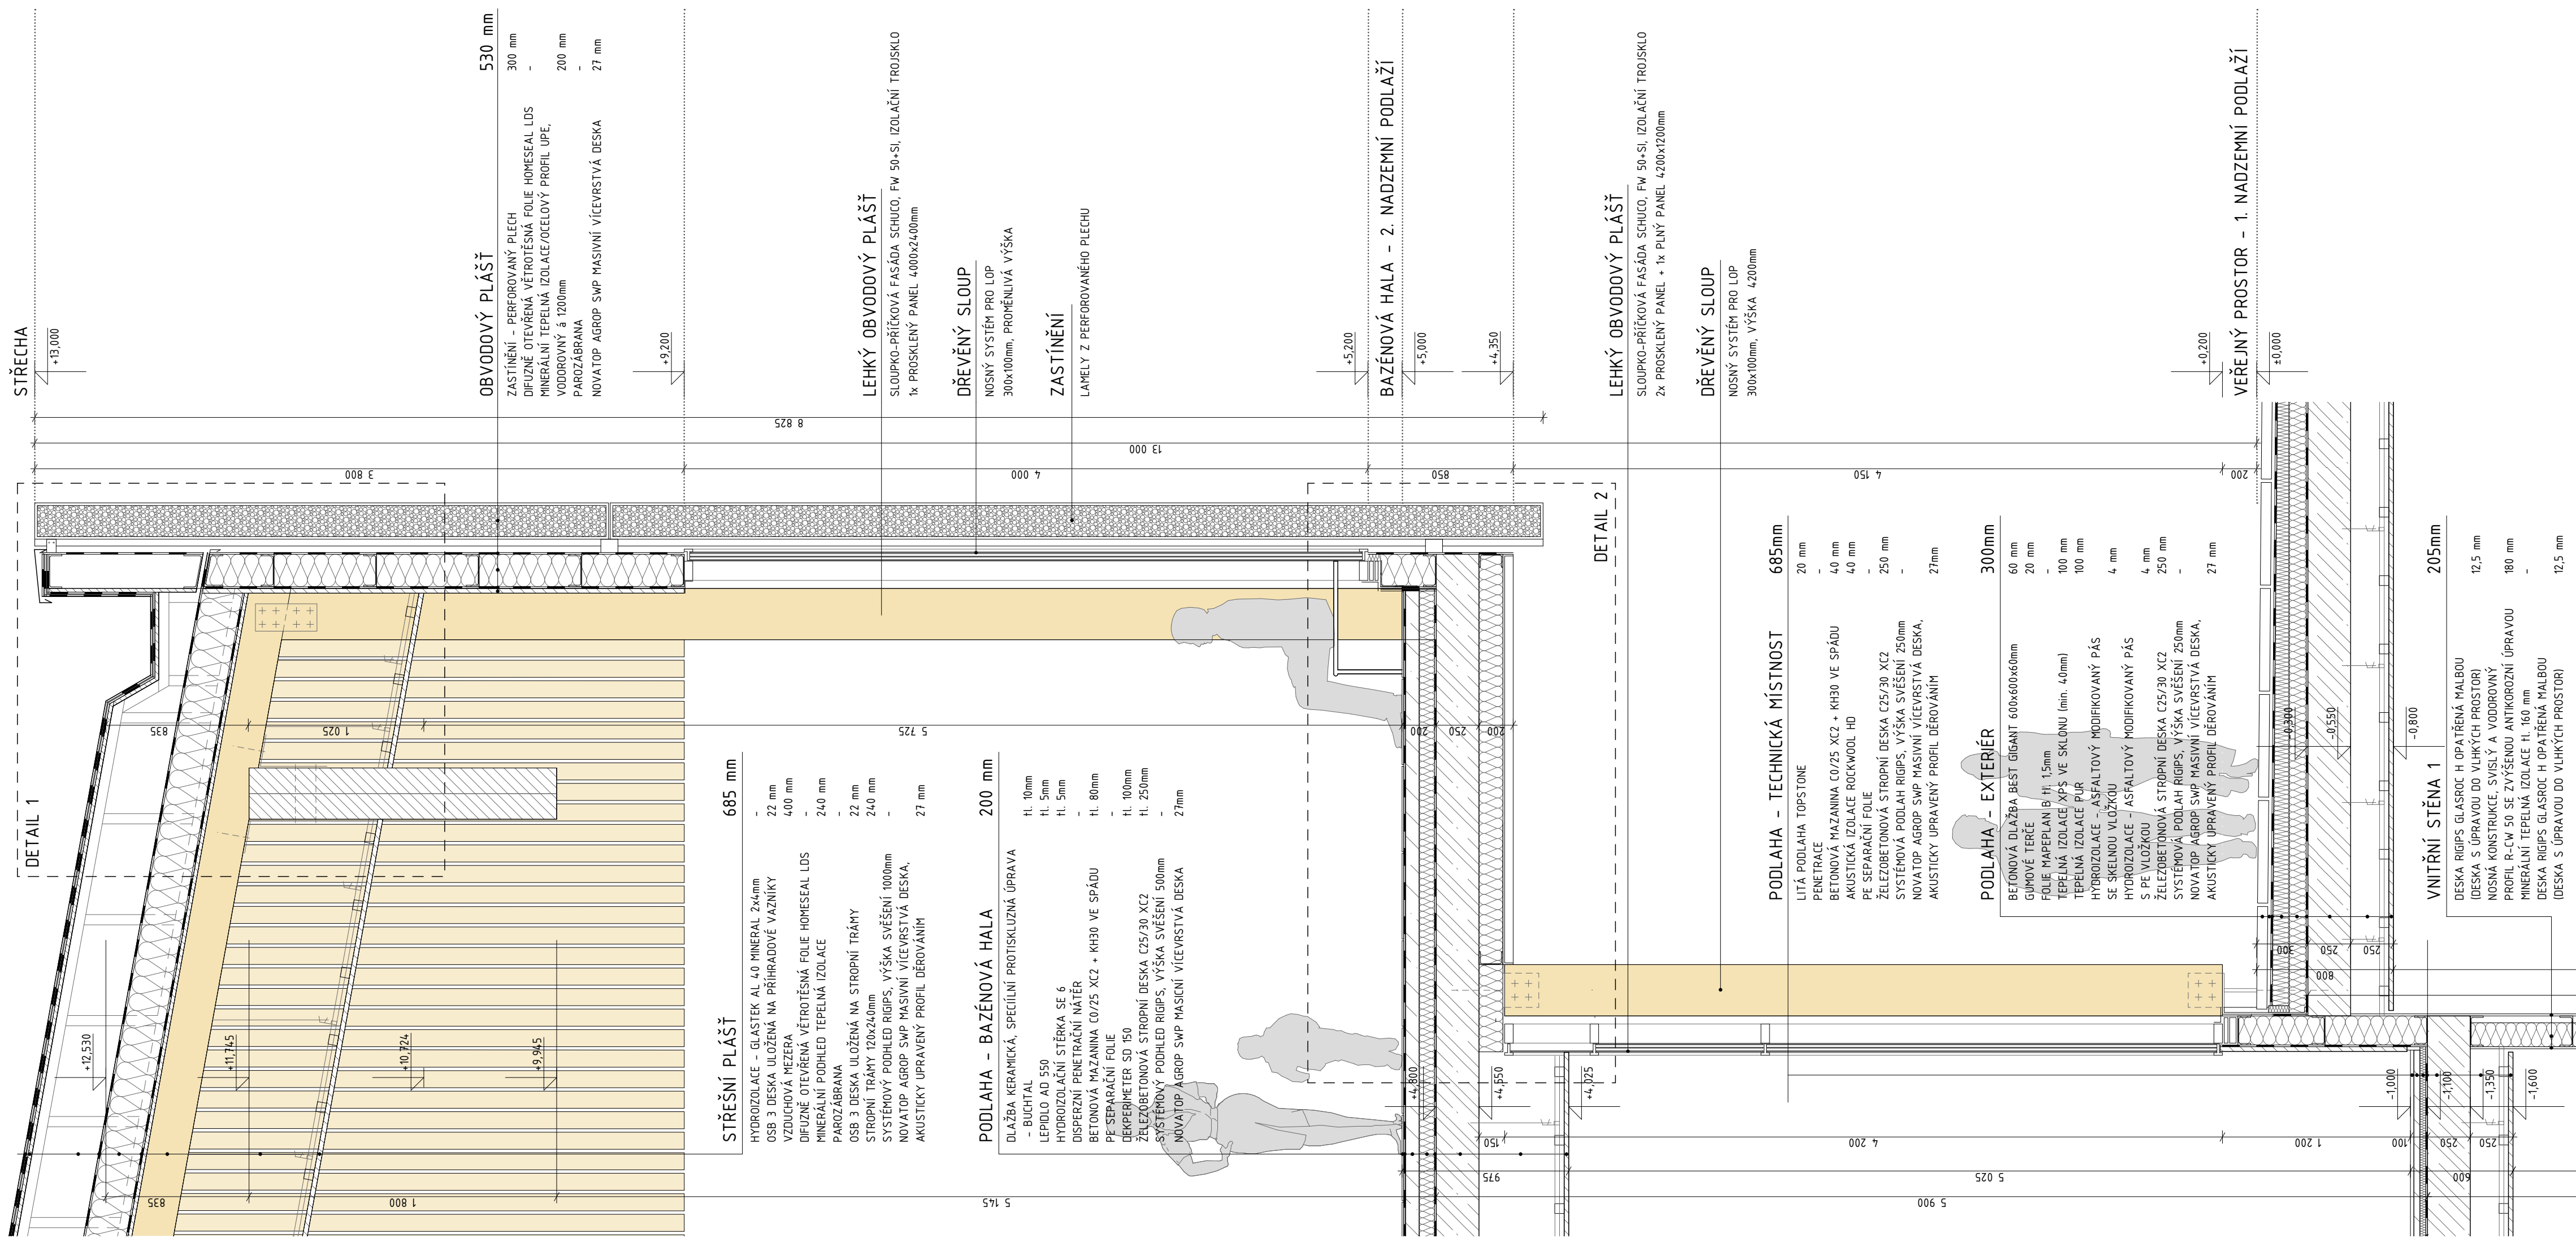 STŘECHA
+13,000
OBVODOVÝ PLÁŠŤ 530 mm
ZASTÍNĚNÍ - PERFOROVANÝ PLECH 300 mm
DIFUZNĚ OTEVŘENÁ VĚTROTĚSNÁ FOLIE HOMESEAL LDS -
MINERÁLNÍ TEPELNÁ IZOLACE/OCELOVÝ PROFIL UPE,
VODOROVNÝ á 1200mm 200 mm
PAROZÁBRANA -
NOVATOP AGROP SWP MASIVNÍ VÍCEVRSTVÁ DESKA 27 mm
+9,200
LEHKÝ OBVODOVÝ PLÁŠŤ
SLOUPKO-PŘÍČKOVÁ FASÁDA SCHUCO, FW 50+SI, IZOLAČNÍ TROJSKLO
1x PROSKLENÝ PANEL 4000x2400mm
DŘEVĚNÝ SLOUP
NOSNÝ SYSTÉM PRO LOP
300x100mm, PROMĚNLIVÁ VÝŠKA
ZASTÍNĚNÍ
LAMELY Z PERFOROVANÉHO PLECHU
+5,200
BAZÉNOVÁ HALA - 2. NADZEMNÍ PODLAŽÍ
+5,000
+4,350
LEHKÝ OBVODOVÝ PLÁŠŤ
SLOUPKO-PŘÍČKOVÁ FASÁDA SCHUCO, FW 50+SI, IZOLAČNÍ TROJSKLO
2x PROSKLENÝ PANEL + 1x PLNÝ PANEL 4200x1200mm
DŘEVĚNÝ SLOUP
NOSNÝ SYSTÉM PRO LOP
300x100mm, VÝŠKA 4200mm
+0,200
VEŘEJNÝ PROSTOR - 1. NADZEMNÍ PODLAŽÍ
±0,000
8 825
13 000
3 800
4 000
850
4 150
200
DETAIL 1
DETAIL 2
835
1 025
5 725
200
250
200
STŘEŠNÍ PLÁŠŤ 685 mm
HYDROIZOLACE - GLASTEK AL 40 MINERAL 2x4mm -
OSB 3 DESKA ULOŽENÁ NA PŘÍHRADOVÉ VAZNÍKY 22 mm
VZDUCHOVÁ MEZERA 400 mm
DIFUZNĚ OTEVŘENÁ VĚTROTĚSNÁ FOLIE HOMESEAL LDS -
MINERÁLNÍ PODHLED TEPELNÁ IZOLACE 240 mm
PAROZÁBRANA -
OSB 3 DESKA ULOŽENÁ NA STROPNÍ TRÁMY 22 mm
STROPNÍ TRÁMY 120x240mm 240 mm
SYSTÉMOVÝ PODHLED RIGIPS, VÝŠKA SVĚŠENÍ 1000mm -
NOVATOP AGROP SWP MASIVNÍ VÍCEVRSTVÁ DESKA,
AKUSTICKY UPRAVENÝ PROFIL DĚROVÁNÍM 27 mm
PODLAHA - BAZÉNOVÁ HALA 200 mm
DLAŽBA KERAMICKÁ, SPECIÍLNÍ PROTISKLUZNÁ ÚPRAVA
- BUCHTAL tl. 10mm
LEPIDLO AD 550 tl. 5mm
HYDROIZOLAČNÍ STĚRKA SE 6 tl. 5mm
DISPERZNÍ PENETRAČNÍ NÁTĚR -
BETONOVÁ MAZANINA C0/25 XC2 + KH30 VE SPÁDU tl. 80mm
PE SEPARAČNÍ FOLIE -
DEKPERIMETER SD 150 tl. 100mm
ŽELEZOBETONOVÁ STROPNÍ DESKA C25/30 XC2 tl. 250mm
SYSTÉMOVÝ PODHLED RIGIPS, VÝŠKA SVĚŠENÍ 500mm -
NOVATOP AGROP SWP MASICNÍ VÍCEVRSTVÁ DESKA 27mm
PODLAHA - TECHNICKÁ MÍSTNOST 685mm
LITÁ PODLAHA TOPSTONE 20 mm
PENETRACE -
BETONOVÁ MAZANINA C0/25 XC2 + KH30 VE SPÁDU 40 mm
AKUSTICKÁ IZOLACE ROCKWOOL HD 40 mm
PE SEPARAČNÍ FOLIE -
ŽELEZOBETONOVÁ STROPNÍ DESKA C25/30 XC2 250 mm
SYSTÉMOVÁ PODLAH RIGIPS, VÝŠKA SVĚŠENÍ 250mm -
NOVATOP AGROP SWP MASIVNÍ VÍCEVRSTVÁ DESKA,
AKUSTICKY UPRAVENÝ PROFIL DĚROVÁNÍM 27mm
PODLAHA - EXTERIÉR 300mm
BETONOVÁ DLAŽBA BEST GIGANT 600x600x60mm 60 mm
GUMOVÉ TERČE 20 mm
FOLIE MAPEPLAN B tl. 1,5mm -
TEPELNÁ IZOLACE XPS VE SKLONU (min. 40mm) 100 mm
TEPELNÁ IZOLACE PUR 100 mm
HYDROIZOLACE - ASFALTOVÝ MODIFIKOVANÝ PÁS
SE SKELNOU VLOŽKOU 4 mm
HYDROIZOLACE - ASFALTOVÝ MODIFIKOVANÝ PÁS
S PE VLOŽKOU 4 mm
ŽELEZOBETONOVÁ STROPNÍ DESKA C25/30 XC2 250 mm
SYSTÉMOVÁ PODLAH RIGIPS, VÝŠKA SVĚŠENÍ 250mm -
NOVATOP AGROP SWP MASIVNÍ VÍCEVRSTVÁ DESKA,
AKUSTICKY UPRAVENÝ PROFIL DĚROVÁNÍM 27 mm
-0,300
-0,550
-0,800
VNITŘNÍ STĚNA 1 205mm
DESKA RIGIPS GLASROC H OPATŘENÁ MALBOU
(DESKA S ÚPRAVOU DO VLHKÝCH PROSTOR) 12,5 mm
NOSNÁ KONSTRUKCE, SVISLÝ A VODOROVNÝ
PROFIL R-CW 50 SE ZVÝŠENOU ANTIKOROZNÍ ÚPRAVOU 180 mm
MINERÁLNÍ TEPELNÁ IZOLACE tl. 160 mm -
DESKA RIGIPS GLASROC H OPATŘENÁ MALBOU
(DESKA S ÚPRAVOU DO VLHKÝCH PROSTOR) 12,5 mm
+12,530
+11,745
+10,724
+9,945
+4,800
+4,550
+4,025
-1,000
-1,100
-1,350
-1,600
300
250
250
800
150
4 200
1 200
100
250
250
975
5 025
600
835
1 800
5 145
5 900